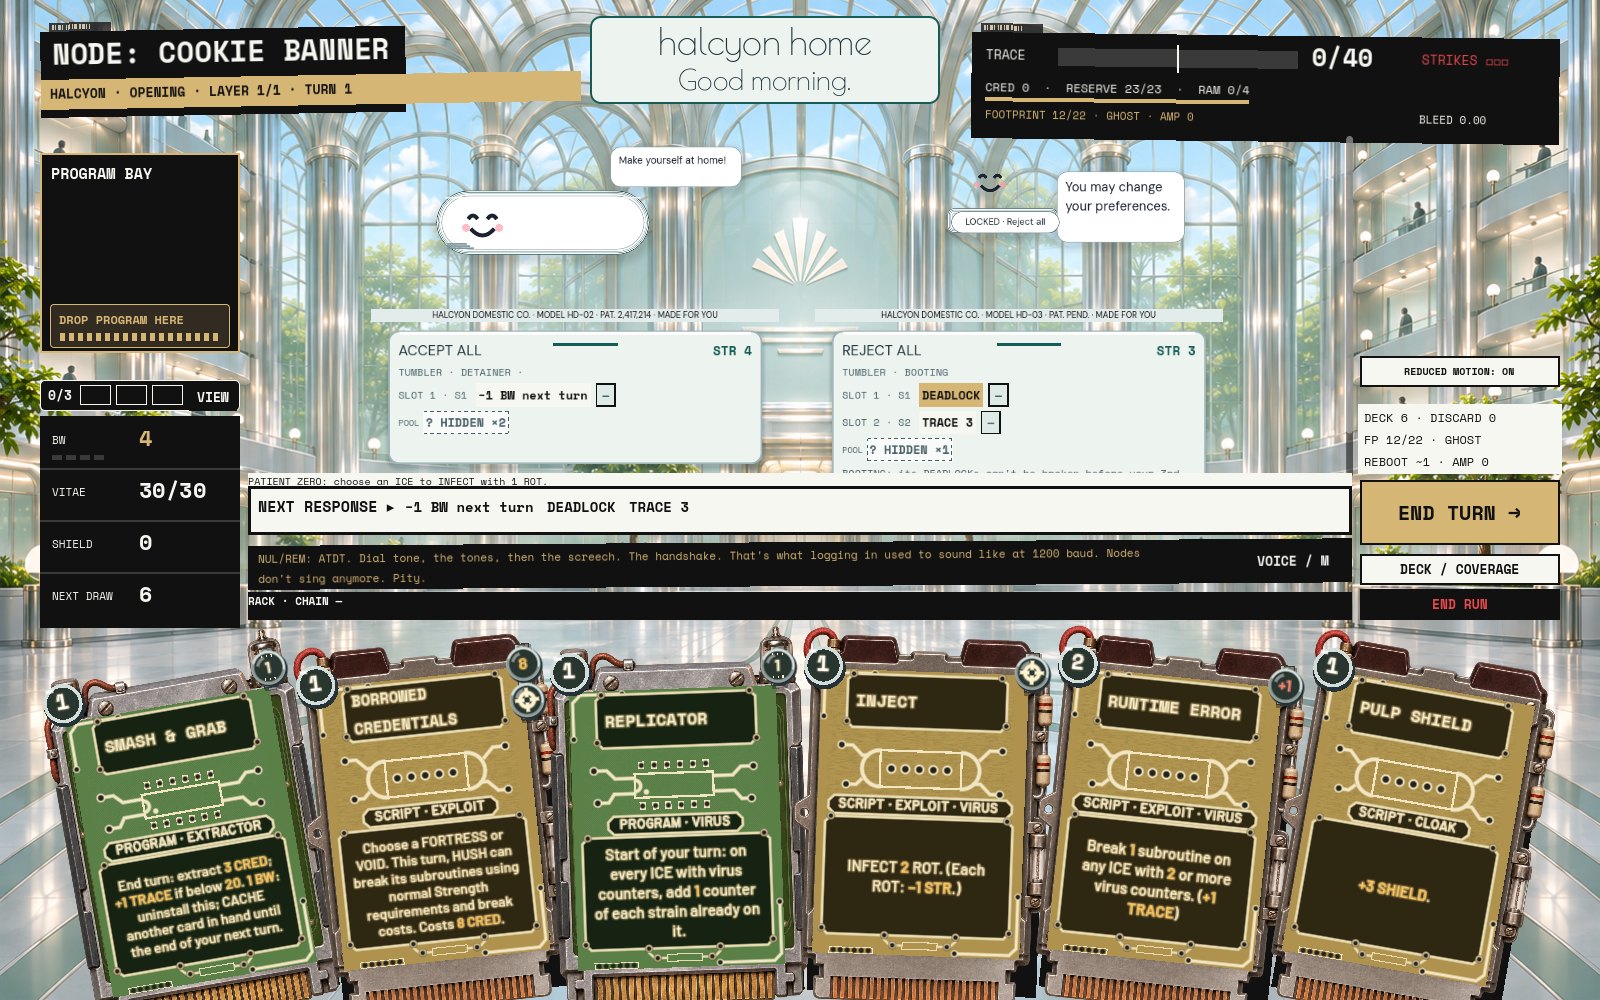 NODE: COOKIE BANNER
HALCYON · OPENING · LAYER 1/1 · TURN 1
halcyon home
Good morning.
TRACE
0/40
STRIKES □□□
CRED 0 · RESERVE 23/23 · RAM 0/4
FOOTPRINT 12/22 · GHOST · AMP 0
BLEED 0.00
PROGRAM BAY
DROP PROGRAM HERE
Make yourself at home!
You may change
your preferences.
LOCKED · Reject all
HALCYON DOMESTIC CO. · MODEL HD-02 · PAT. 2,417,214 · MADE FOR YOU
ACCEPT ALL
STR 4
TUMBLER · DETAINER ·
SLOT 1 · S1 -1 BW next turn —
POOL ? HIDDEN ×2
HALCYON DOMESTIC CO. · MODEL HD-03 · PAT. PEND. · MADE FOR YOU
REJECT ALL
STR 3
TUMBLER · BOOTING
SLOT 1 · S1 DEADLOCK —
SLOT 2 · S2 TRACE 3 —
POOL ? HIDDEN ×1
BOOTING: its DEADLOCKs can't be broken before your 3rd
0/3
VIEW
BW 4
VITAE 30/30
SHIELD 0
NEXT DRAW 6
PATIENT ZERO: choose an ICE to INFECT with 1 ROT.
NEXT RESPONSE ▸ -1 BW next turn DEADLOCK TRACE 3
NUL/REM: ATDT. Dial tone, the tones, then the screech. The handshake. That's what logging in used to sound like at 1200 baud. Nodes
don't sing anymore. Pity.
VOICE / M
RACK · CHAIN —
REDUCED MOTION: ON
DECK 6 · DISCARD 0
FP 12/22 · GHOST
REBOOT ~1 · AMP 0
END TURN →
DECK / COVERAGE
END RUN
1
1
SMASH & GRAB
PROGRAM · EXTRACTOR
End turn: extract 3 CRED;
+1 TRACE if below 20. 1 BW:
uninstall this; CACHE
another card in hand until
the end of your next turn.
1
8
BORROWED
CREDENTIALS
SCRIPT · EXPLOIT
Choose a FORTRESS or
VOID. This turn, HUSH can
break its subroutines using
normal Strength
requirements and break
costs. Costs 8 CRED.
1
1
REPLICATOR
PROGRAM · VIRUS
Start of your turn: on
every ICE with virus
counters, add 1 counter
of each strain already on
it.
1
INJECT
SCRIPT · EXPLOIT · VIRUS
INFECT 2 ROT. (Each
ROT: -1 STR.)
2
+1
RUNTIME ERROR
SCRIPT · EXPLOIT · VIRUS
Break 1 subroutine on
any ICE with 2 or more
virus counters. (+1
TRACE)
1
PULP SHIELD
SCRIPT · CLOAK
+3 SHIELD.